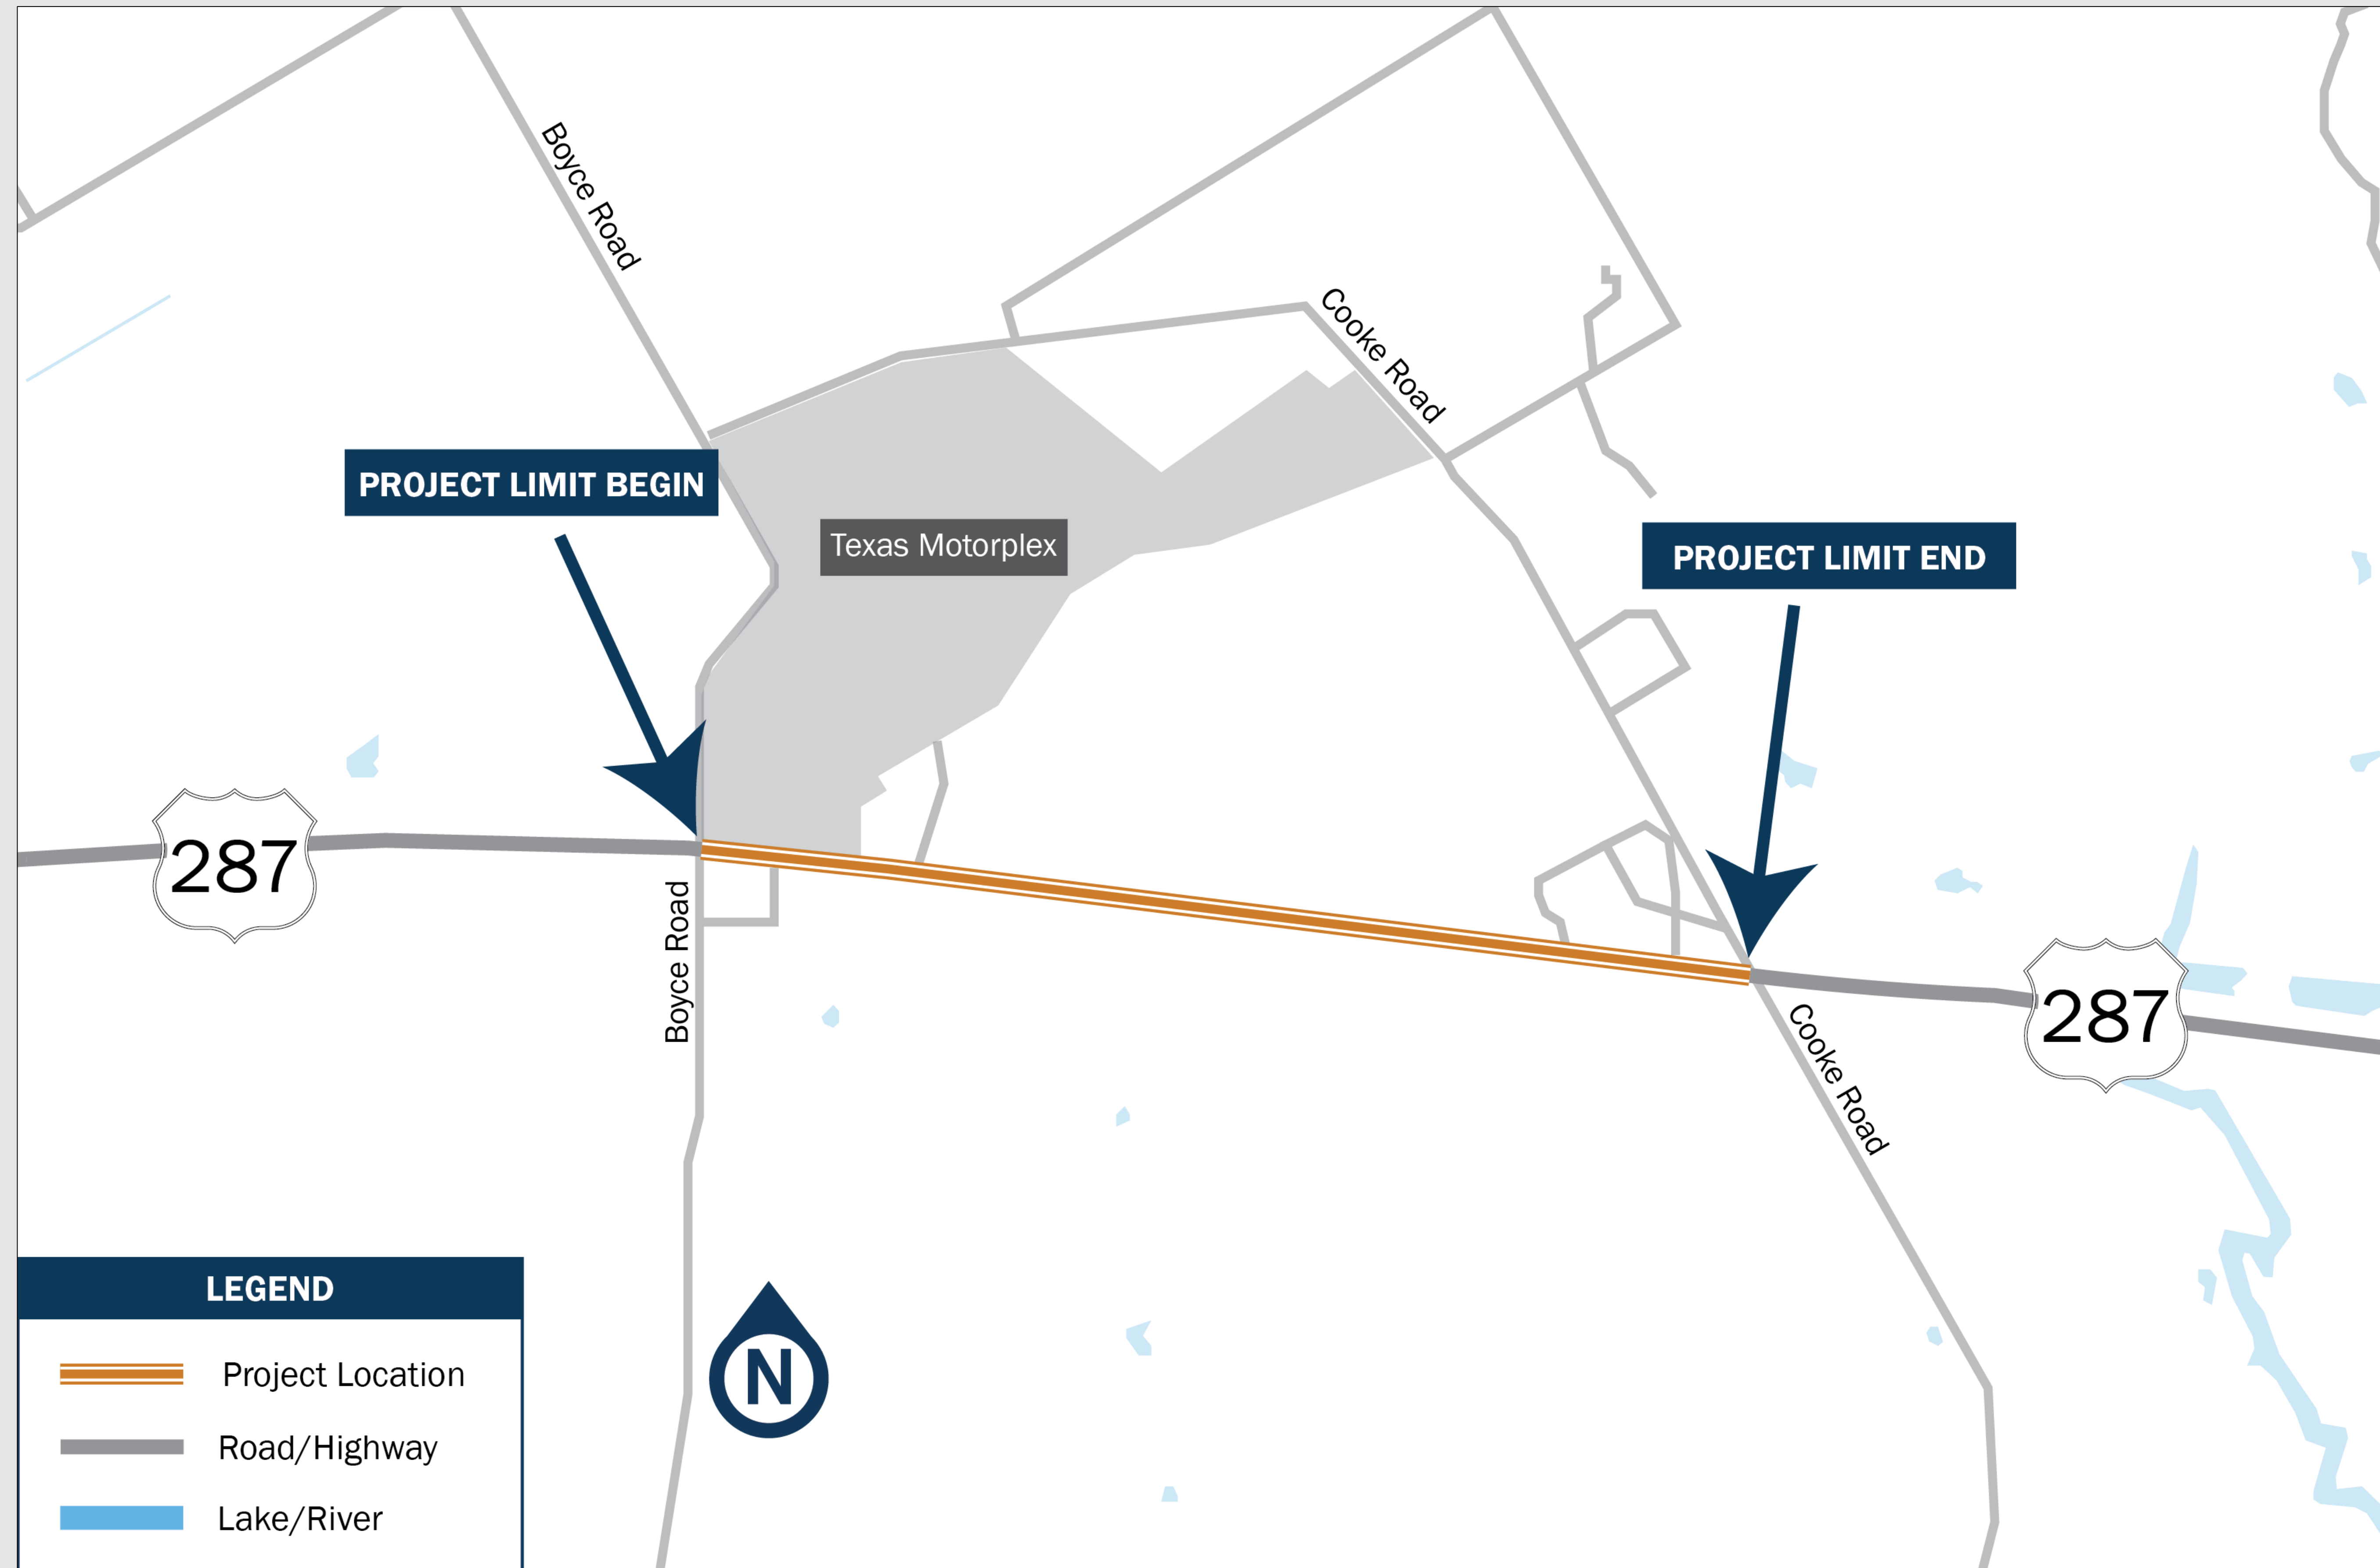 Boyce Road
Cooke Road
PROJECT LIMIT BEGIN
Texas Motorplex
PROJECT LIMIT END
287
Boyce Road
287
Cooke Road
LEGEND
Project Location
Road/Highway
Lake/River
N